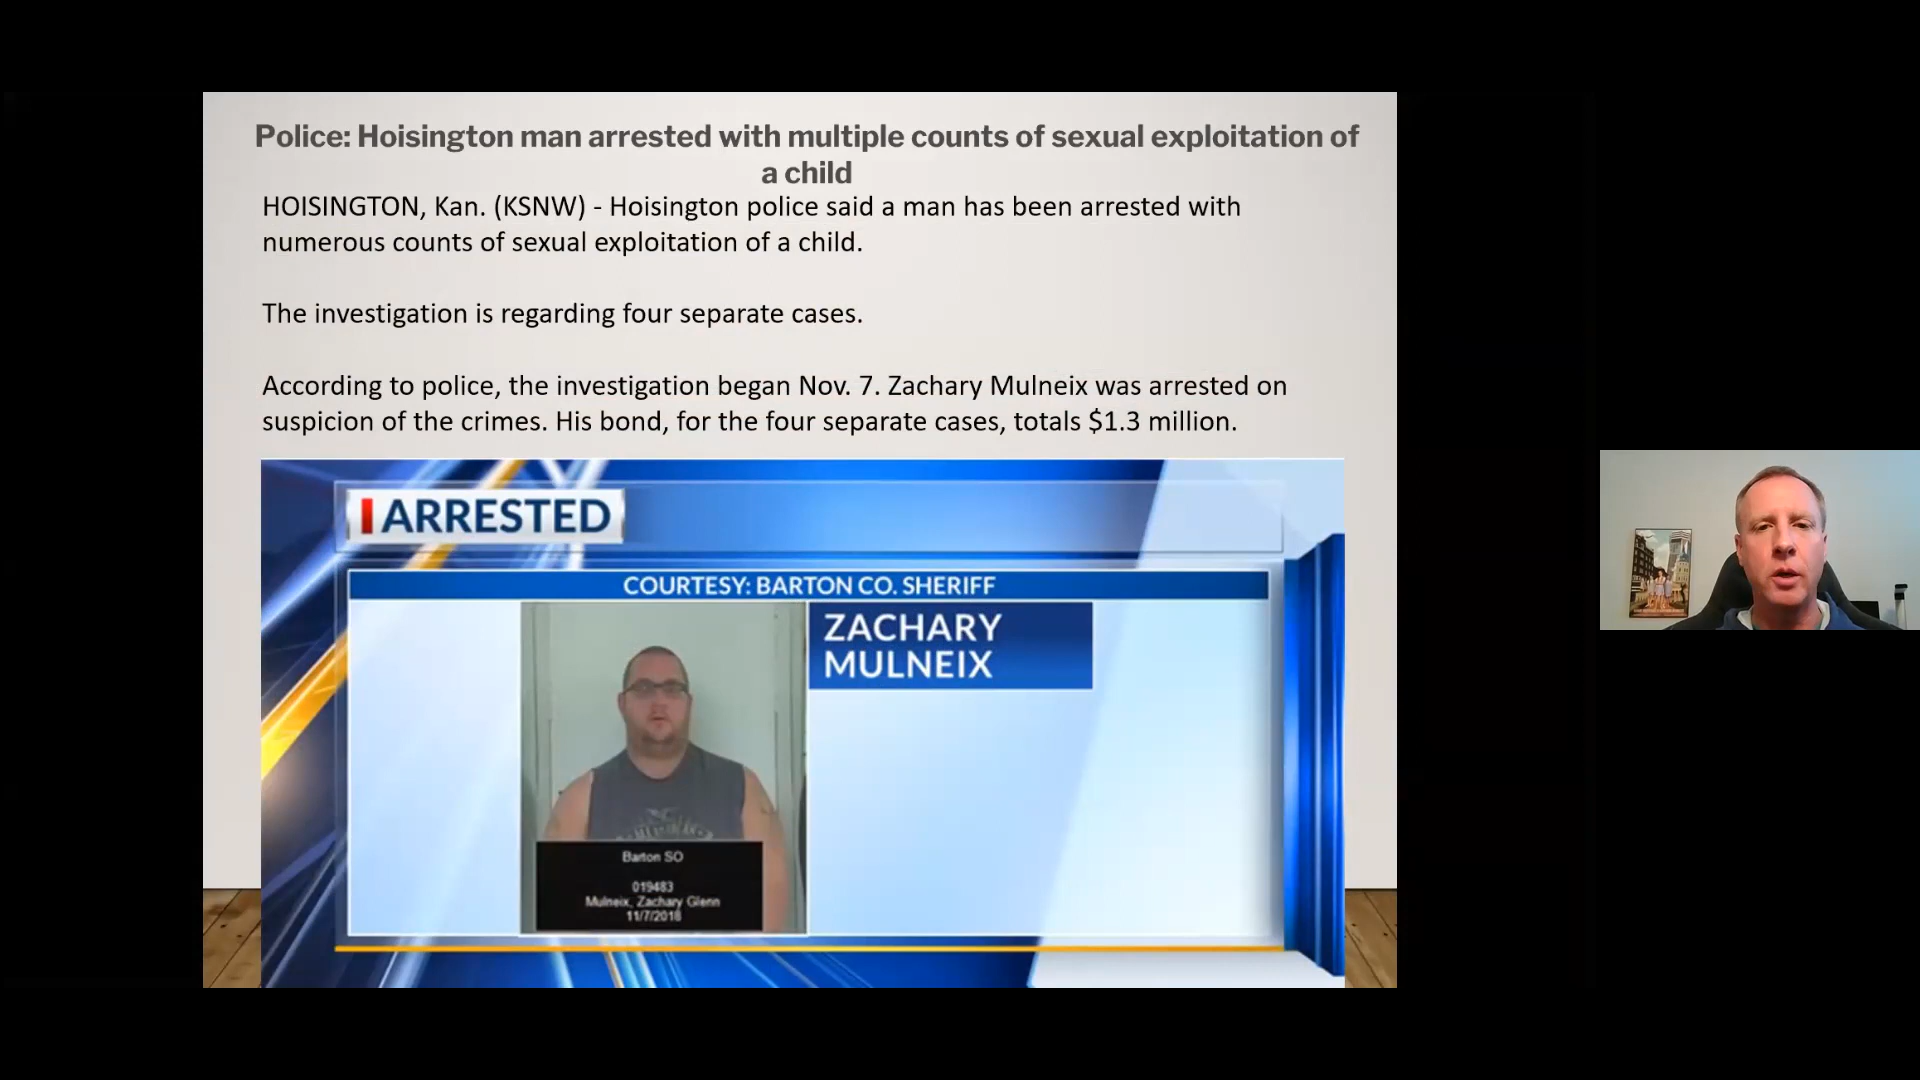 Police: Hoisington man arrested with multiple counts of sexual exploitation of
a child
HOISINGTON, Kan. (KSNW) - Hoisington police said a man has been arrested with
numerous counts of sexual exploitation of a child.
The investigation is regarding four separate cases.
According to police, the investigation began Nov. 7. Zachary Mulneix was arrested on
suspicion of the crimes. His bond, for the four separate cases, totals $1.3 million.
ARRESTED
COURTESY: BARTON CO. SHERIFF
ZACHARY
MULNEIX
Barton SO
019483
Mulneix, Zachary Glenn
11/7/2018